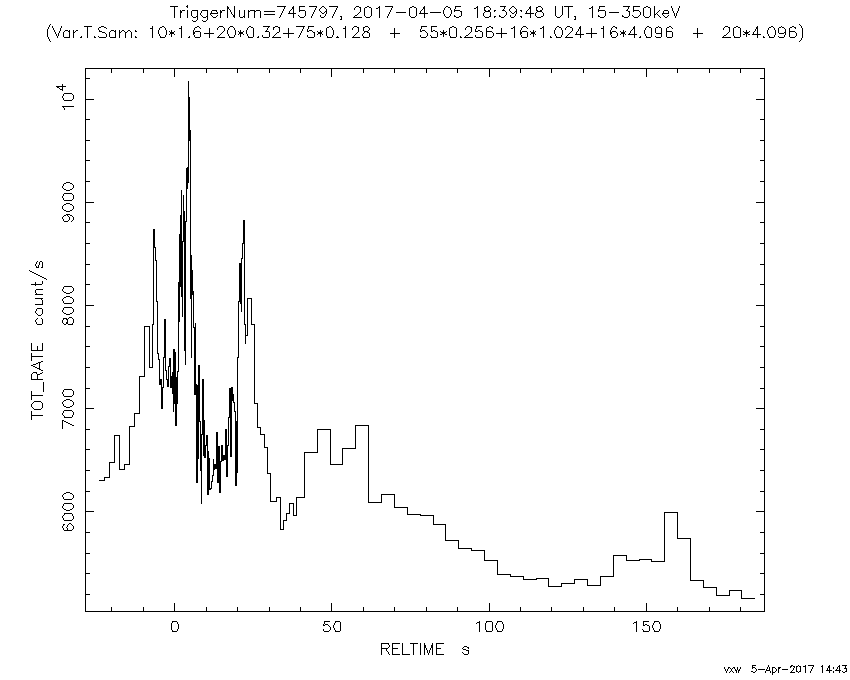 TriggerNum=745797, 2017-04-05 18:39:48 UT, 15-350keV
(Var.T.Sam: 10*1.6+20*0.32+75*0.128 + 55*0.256+16*1.024+16*4.096 + 20*4.096)
TOT_RATE count/s
10⁴
9000
8000
7000
6000
0 50 100 150
RELTIME s
vxw 5-Apr-2017 14:43